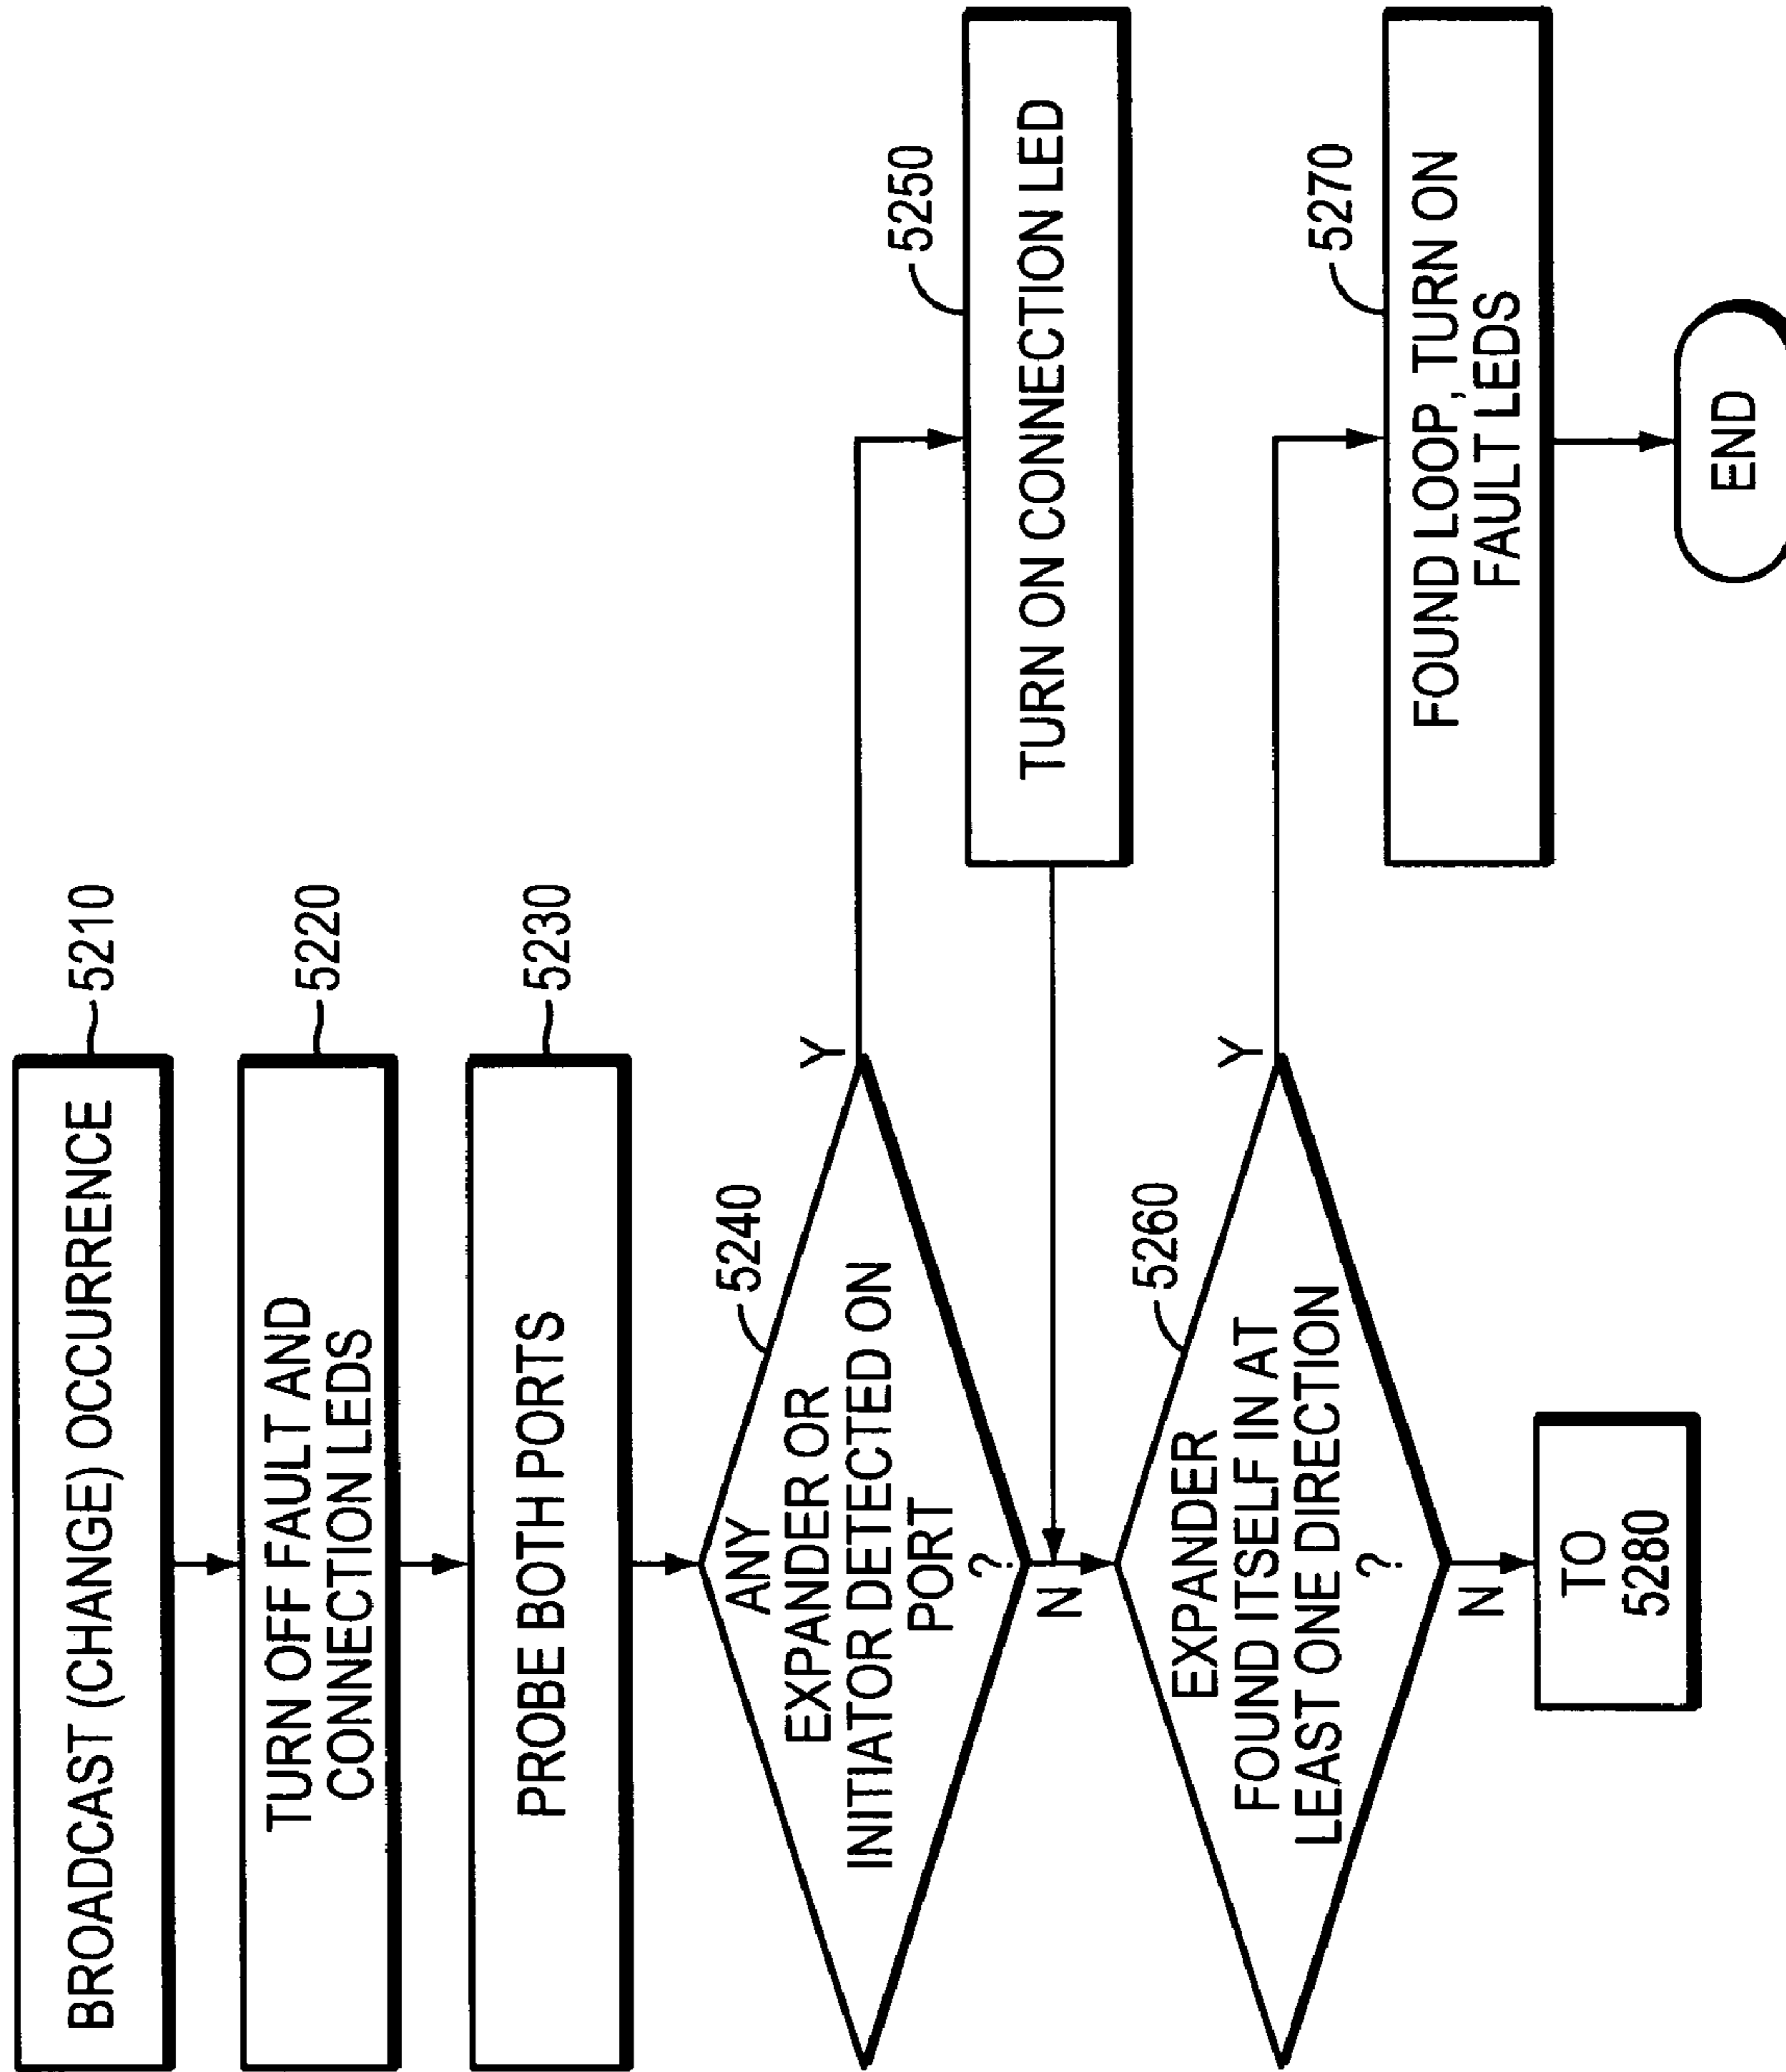 BROADCAST (CHANGE) OCCURRENCE
5210
TURN OFF FAULT AND
CONNECTION LEDS
5220
PROBE BOTH PORTS
5230
ANY
EXPANDER OR
INITIATOR DETECTED ON
PORT
?
5240
Y
N
TURN ON CONNECTION LED
5250
EXPANDER
FOUND ITSELF IN AT
LEAST ONE DIRECTION
?
5260
Y
N
FOUND LOOP, TURN ON
FAULT LEDS
5270
TO
5280
END